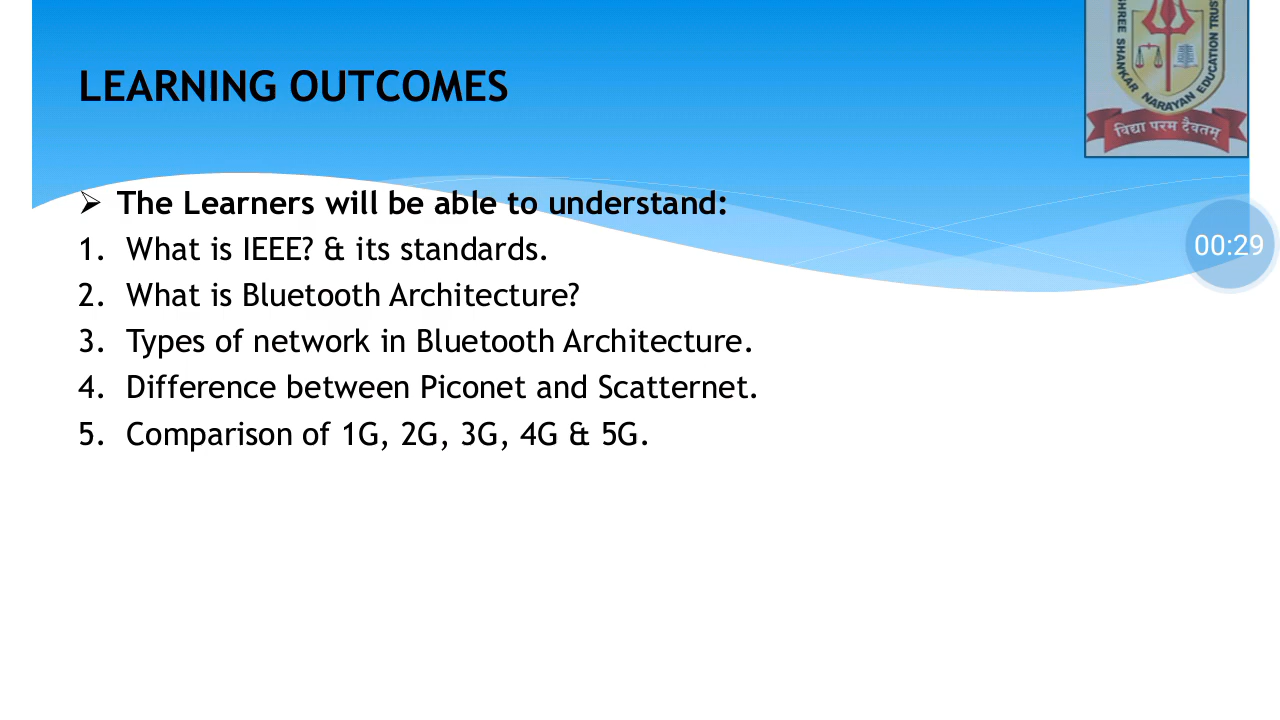 LEARNING OUTCOMES
SHREE SHANKAR NARAYAN EDUCATION TRUST
विद्या परम दैवतम्
➢ The Learners will be able to understand:
00:29
1. What is IEEE? & its standards.
2. What is Bluetooth Architecture?
3. Types of network in Bluetooth Architecture.
4. Difference between Piconet and Scatternet.
5. Comparison of 1G, 2G, 3G, 4G & 5G.